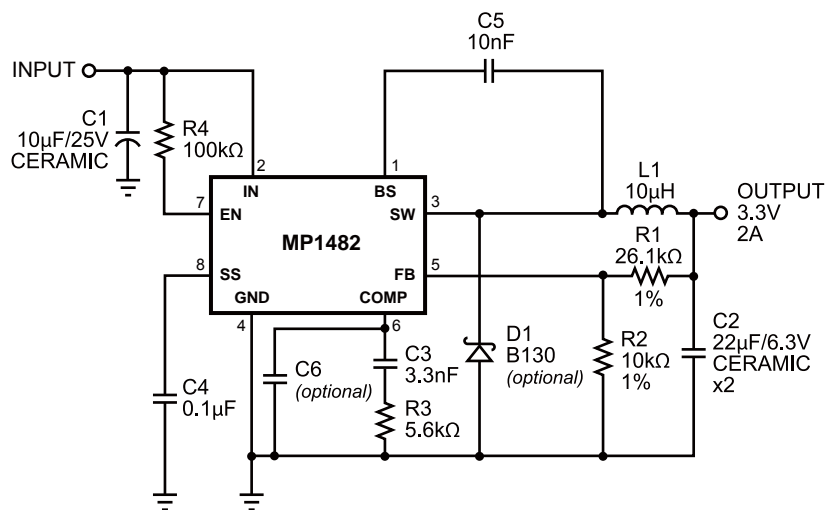 C5
10nF
INPUT
C1
10µF/25V
CERAMIC
R4
100kΩ
2
1
L1
10µH
OUTPUT
3.3V
2A
7
IN
BS
3
EN
SW
MP1482
R1
26.1kΩ
1%
8
SS
FB
5
GND
COMP
4
6
D1
B130
(optional)
R2
10kΩ
1%
C2
22µF/6.3V
CERAMIC
x2
C3
3.3nF
C6
(optional)
C4
0.1µF
R3
5.6kΩ